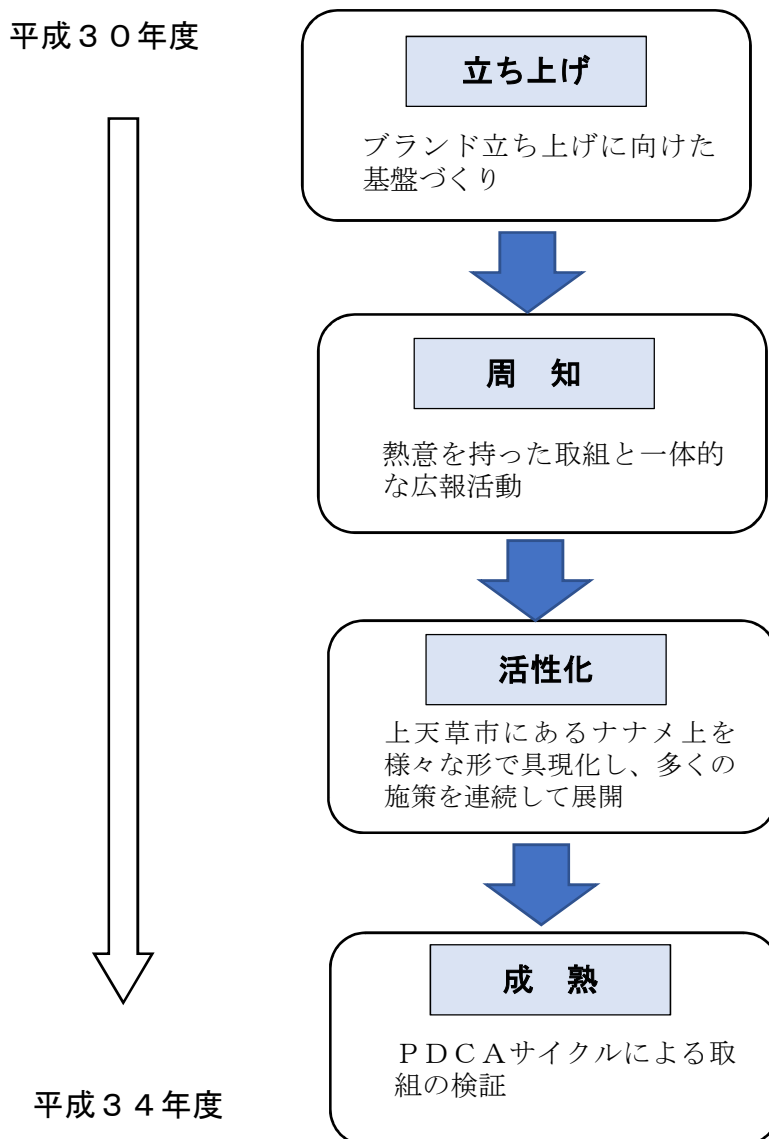 平成３０年度
立ち上げ
ブランド立ち上げに向けた
基盤づくり
周　知
熱意を持った取組と一体的
な広報活動
活性化
上天草市にあるナナメ上を
様々な形で具現化し、多くの
施策を連続して展開
成　熟
ＰＤＣＡサイクルによる取
組の検証
平成３４年度